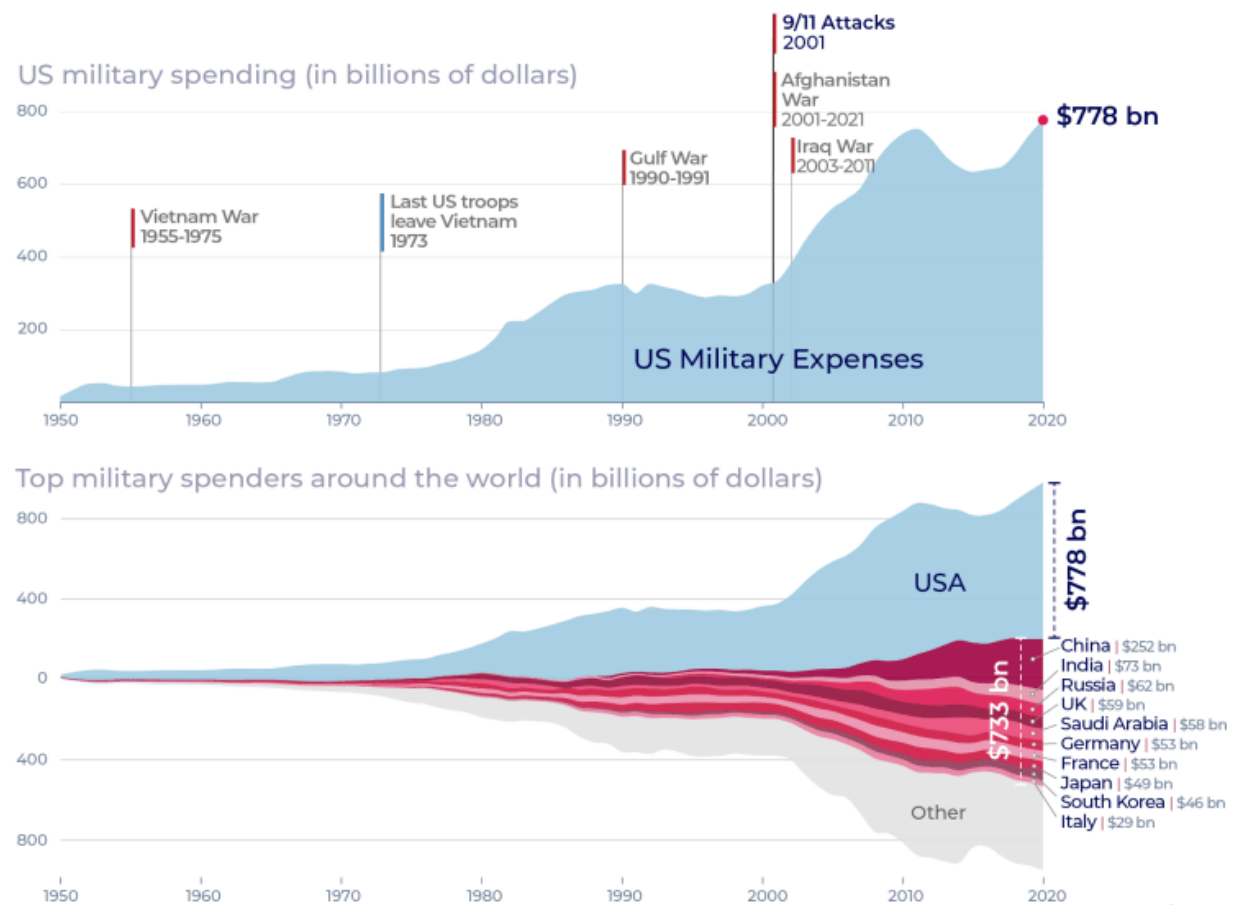 9/11 Attacks
2001
US military spending (in billions of dollars)
Afghanistan
War
2001-2021
800
$778 bn
Iraq War
2003-2011
Gulf War
1990-1991
600
Last US troops
leave Vietnam
1973
Vietnam War
1955-1975
400
200
US Military Expenses
1950 1960 1970 1980 1990 2000 2010 2020
Top military spenders around the world (in billions of dollars)
800
$778 bn
USA
400
0
China | $252 bn
India | $73 bn
Russia | $62 bn
UK | $59 bn
Saudi Arabia | $58 bn
Germany | $53 bn
France | $53 bn
Japan | $49 bn
South Korea | $46 bn
Italy | $29 bn
$733 bn
400
Other
800
1950 1960 1970 1980 1990 2000 2010 2020